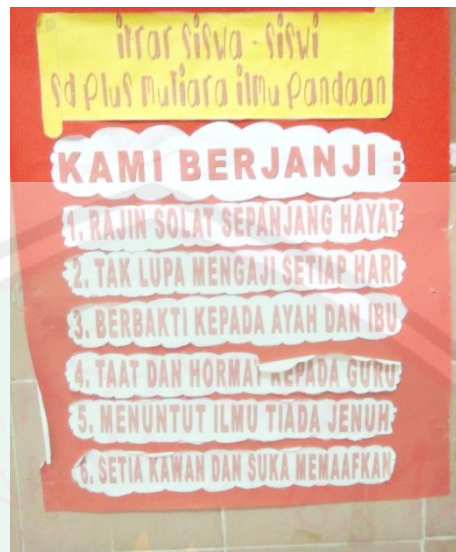 ikrar siswa - siswi
sd plus mutiara ilmu pandaan
KAMI BERJANJI :
1. RAJIN SOLAT SEPANJANG HAYAT
2. TAK LUPA MENGAJI SETIAP HARI
3. BERBAKTI KEPADA AYAH DAN IBU
4. TAAT DAN HORMAT KEPADA GURU
5. MENUNTUT ILMU TIADA JENUH
6. SETIA KAWAN DAN SUKA MEMAAFKAN